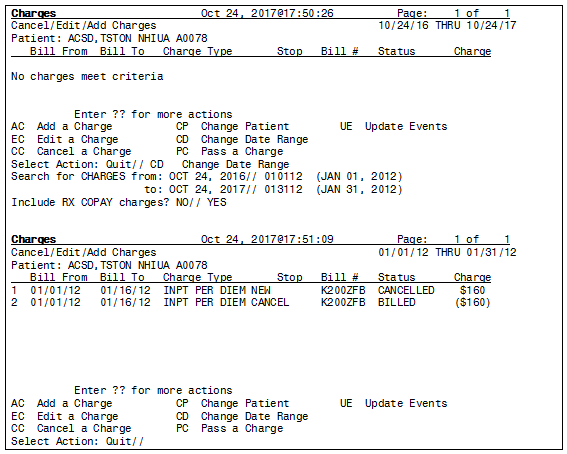 Charges Oct 24, 2017@17:50:26 Page: 1 of 1
Cancel/Edit/Add Charges 10/24/16 THRU 10/24/17
Patient: ACSD,TSTON NHIUA A0078
Bill From Bill To Charge Type Stop Bill # Status Charge
No charges meet criteria
Enter ?? for more actions
AC Add a Charge CP Change Patient UE Update Events
EC Edit a Charge CD Change Date Range
CC Cancel a Charge PC Pass a Charge
Select Action: Quit// CD Change Date Range
Search for CHARGES from: OCT 24, 2016// 010112 (JAN 01, 2012)
to: OCT 24, 2017// 013112 (JAN 31, 2012)
Include RX COPAY charges? NO// YES
Charges Oct 24, 2017@17:51:09 Page: 1 of 1
Cancel/Edit/Add Charges 01/01/12 THRU 01/31/12
Patient: ACSD,TSTON NHIUA A0078
Bill From Bill To Charge Type Stop Bill # Status Charge
1 01/01/12 01/16/12 INPT PER DIEM NEW K200ZFB CANCELLED $160
2 01/01/12 01/16/12 INPT PER DIEM CANCEL K200ZFB BILLED ($160)
Enter ?? for more actions
AC Add a Charge CP Change Patient UE Update Events
EC Edit a Charge CD Change Date Range
CC Cancel a Charge PC Pass a Charge
Select Action: Quit//